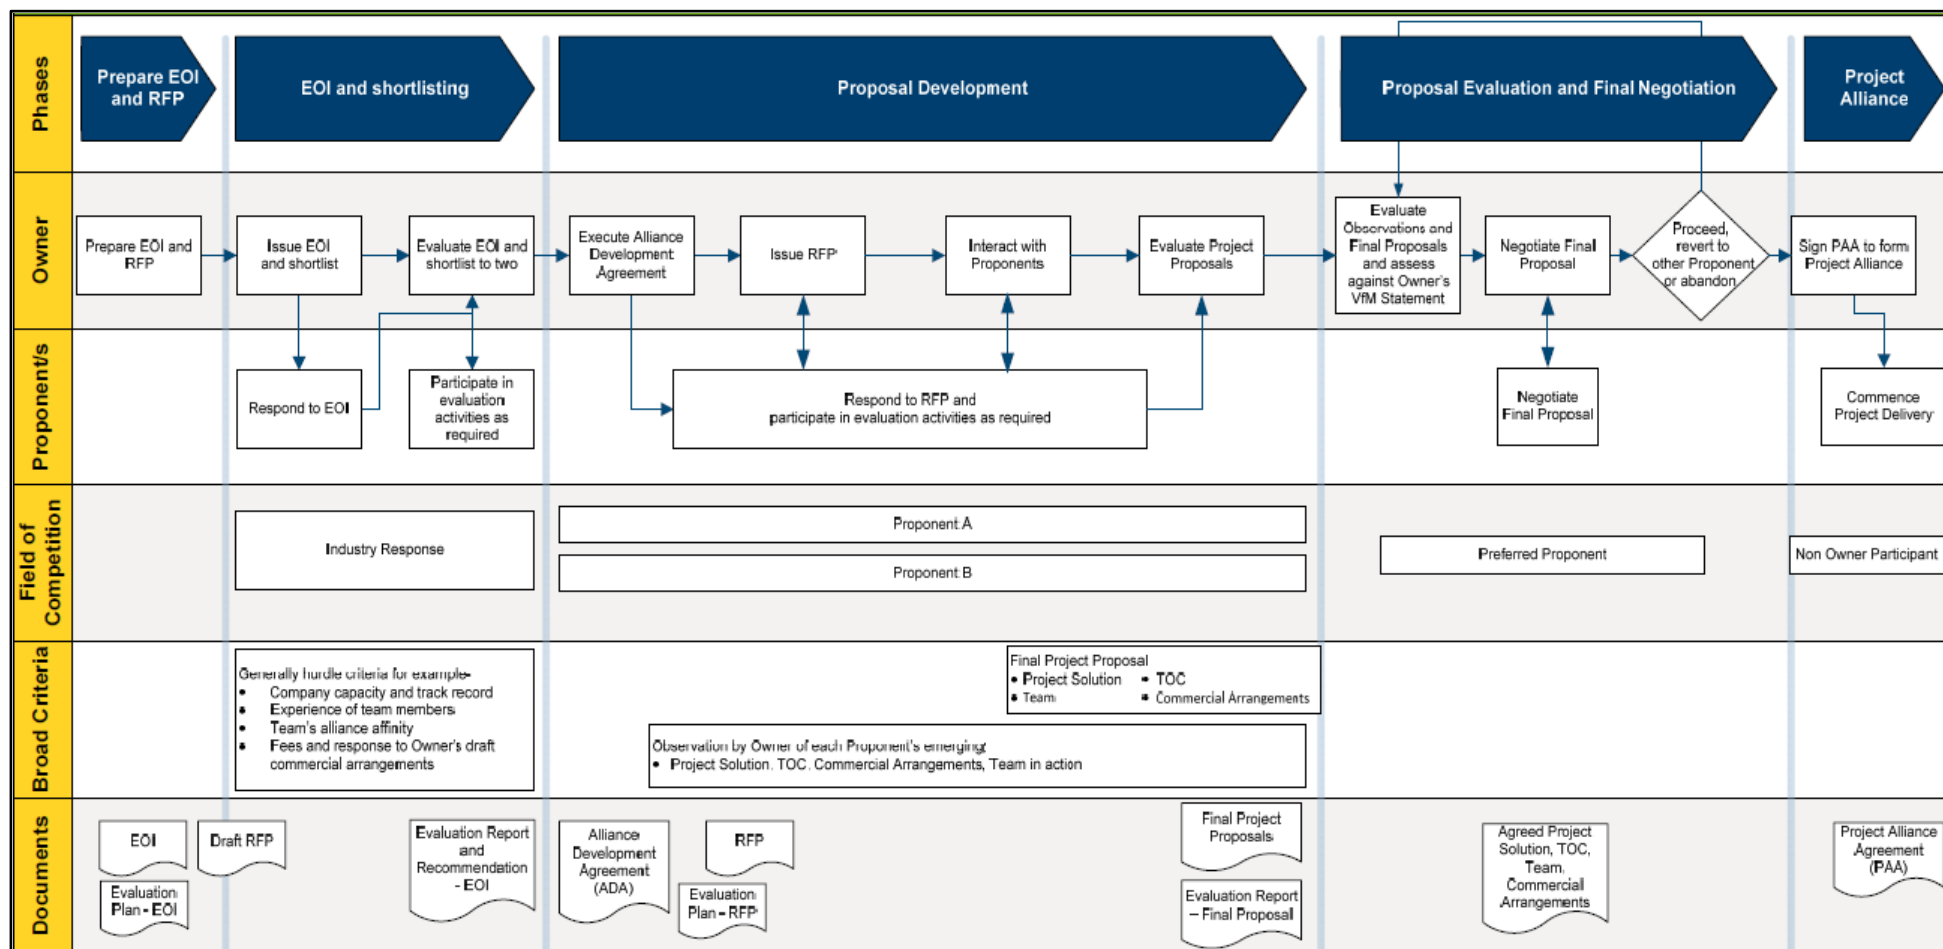 Phases
Prepare EOI
and RFP
EOI and shortlisting
Proposal Development
Proposal Evaluation and Final Negotiation
Project
Alliance
Owner
Prepare EOI and
RFP
Issue EOI
and shortlist
Evaluate EOI and
shortlist to two
Execute Alliance
Development
Agreement
Issue RFP
Interact with
Proponents
Evaluate Project
Proposals
Evaluate
Observations and
Final Proposals
and assess
against Owner's
VfM Statement
Negotiate Final
Proposal
Proceed,
revert to
other Proponent
or abandon
Sign PAA to form
Project Alliance
Proponent/s
Respond to EOI
Participate in
evaluation
activities as
required
Respond to RFP and
participate in evaluation activities as required
Negotiate
Final Proposal
Commence
Project Delivery
Field of
Competition
Industry Response
Proponent A
Proponent B
Preferred Proponent
Non Owner Participant
Broad Criteria
Generally hurdle criteria for example-
• Company capacity and track record
• Experience of team members
• Team's alliance affinity
• Fees and response to Owner's draft
commercial arrangements
Final Project Proposal
• Project Solution • TOC
• Team • Commercial Arrangements
Observation by Owner of each Proponent's emerging:
• Project Solution, TOC, Commercial Arrangements, Team in action
Documents
EOI
Evaluation
Plan - EOI
Draft RFP
Evaluation Report
and
Recommendation
- EOI
Alliance
Development
Agreement
(ADA)
RFP
Evaluation
Plan – RFP
Final Project
Proposals
Evaluation Report
– Final Proposal
Agreed Project
Solution, TOC,
Team,
Commercial
Arrangements
Project Alliance
Agreement
(PAA)